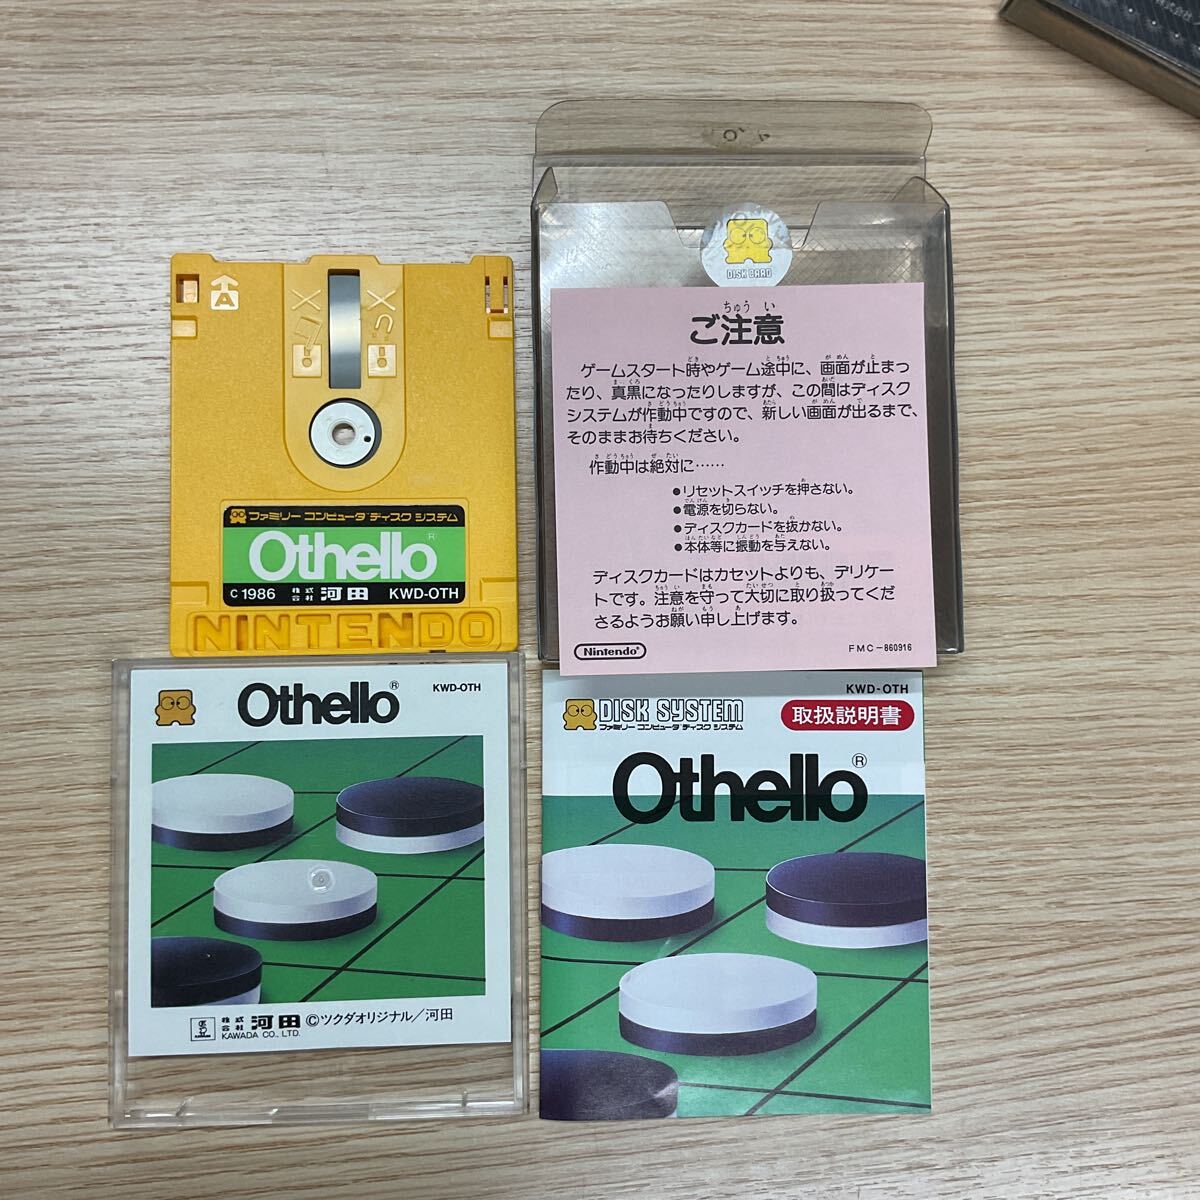 A
ファミリー コンピュータ ディスク システム
Othello®
c 1986 株式会社 河田 KWD-OTH
NINTENDO
DISK CARD
ちゅう い
ご注意
ゲームスタート時やゲーム途中に、画面が止まっ
たり、真黒になったりしますが、この間はディスク
システムが作動中ですので、新しい画面が出るまで、
そのままお待ちください。
作動中は絶対に……
●リセットスイッチを押さない。
●電源を切らない。
●ディスクカードを抜かない。
●本体等に振動を与えない。
ディスクカードはカセットよりも、デリケー
トです。注意を守って大切に取り扱ってくだ
さるようお願い申し上げます。
Nintendo®
FMC-860916
Othello®
KWD-OTH
株式会社 河田 ©ツクダオリジナル/河田
KAWADA CO., LTD.
KWD-OTH
DISK SYSTEM
ファミリー コンピュータ ディスク システム
取扱説明書
Othello®